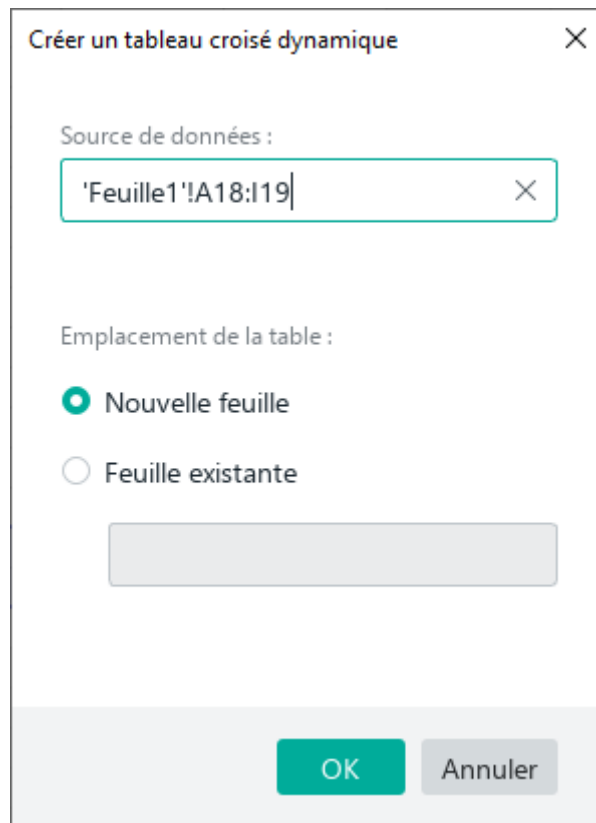 Créer un tableau croisé dynamique
Source de données :
'Feuille1'!A18:I19
Emplacement de la table :
Nouvelle feuille
Feuille existante
OK Annuler